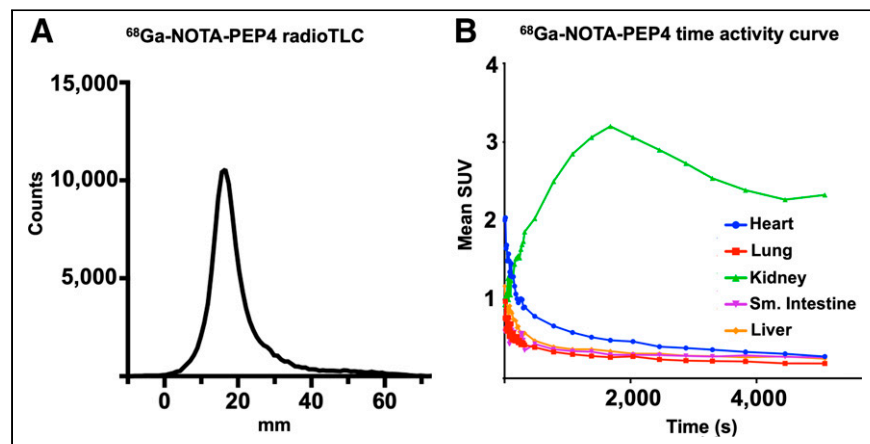 A
⁶⁸Ga-NOTA-PEP4 radioTLC
15,000
10,000
5,000
Counts
0
20
40
60
mm
B
⁶⁸Ga-NOTA-PEP4 time activity curve
4
3
2
1
Mean SUV
Heart
Lung
Kidney
Sm. Intestine
Liver
2,000
4,000
Time (s)